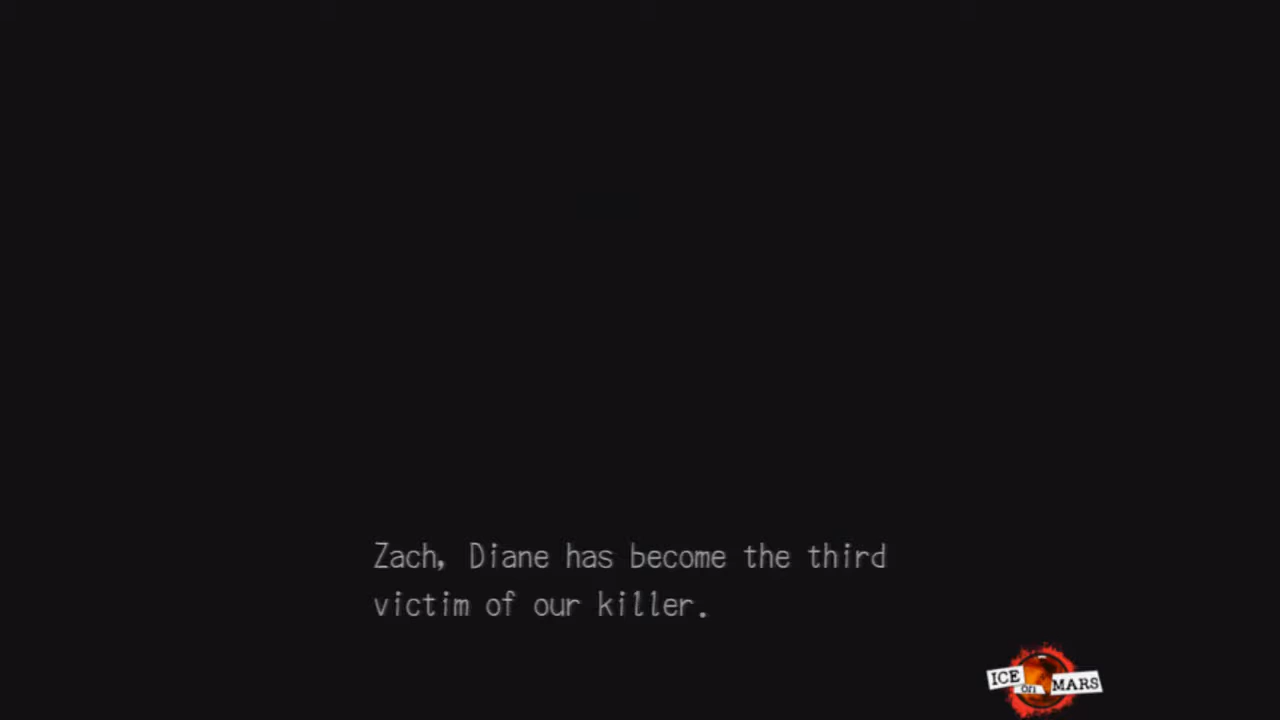 Zach, Diane has become the third
victim of our killer.
ICE
on
MARS